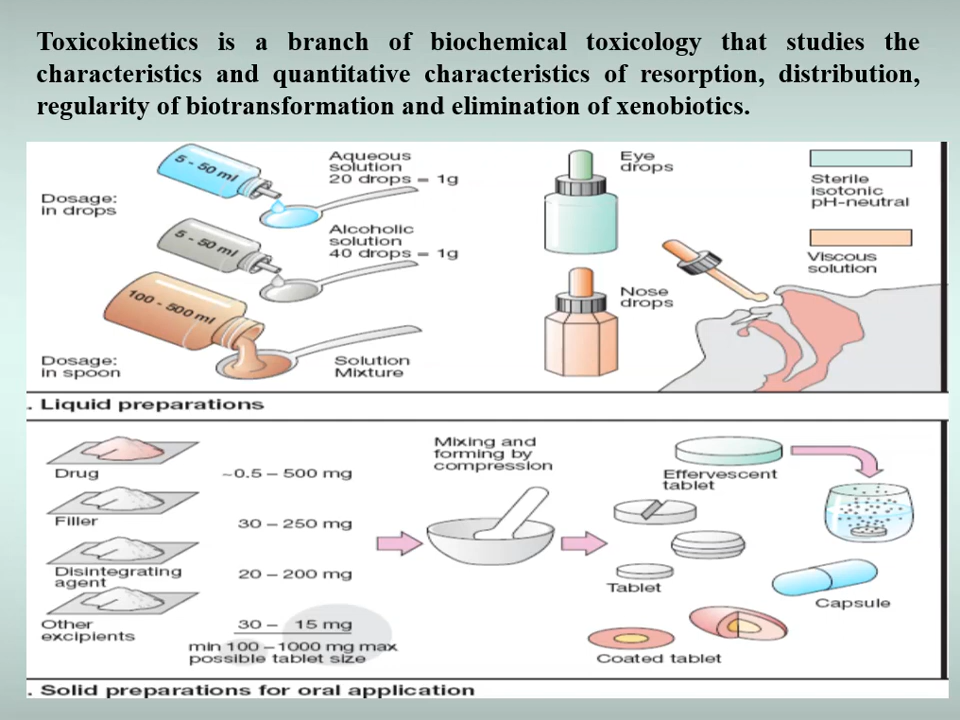 Toxicokinetics is a branch of biochemical toxicology that studies the
characteristics and quantitative characteristics of resorption, distribution,
regularity of biotransformation and elimination of xenobiotics.
Dosage:
in drops
5 - 50 ml
Aqueous
solution
20 drops = 1g
5 - 50 ml
Alcoholic
solution
40 drops = 1g
100 - 500 ml
Dosage:
in spoon
Solution
Mixture
Eye
drops
Nose
drops
Sterile
isotonic
pH-neutral
Viscous
solution
. Liquid preparations
Drug
~0.5 – 500 mg
Filler
30 – 250 mg
Disintegrating
agent
20 – 200 mg
Other
excipients
30 – 15 mg
min 100 – 1000 mg max
possible tablet size
Mixing and
forming by
compression
Effervescent
tablet
Tablet
Capsule
Coated tablet
. Solid preparations for oral application